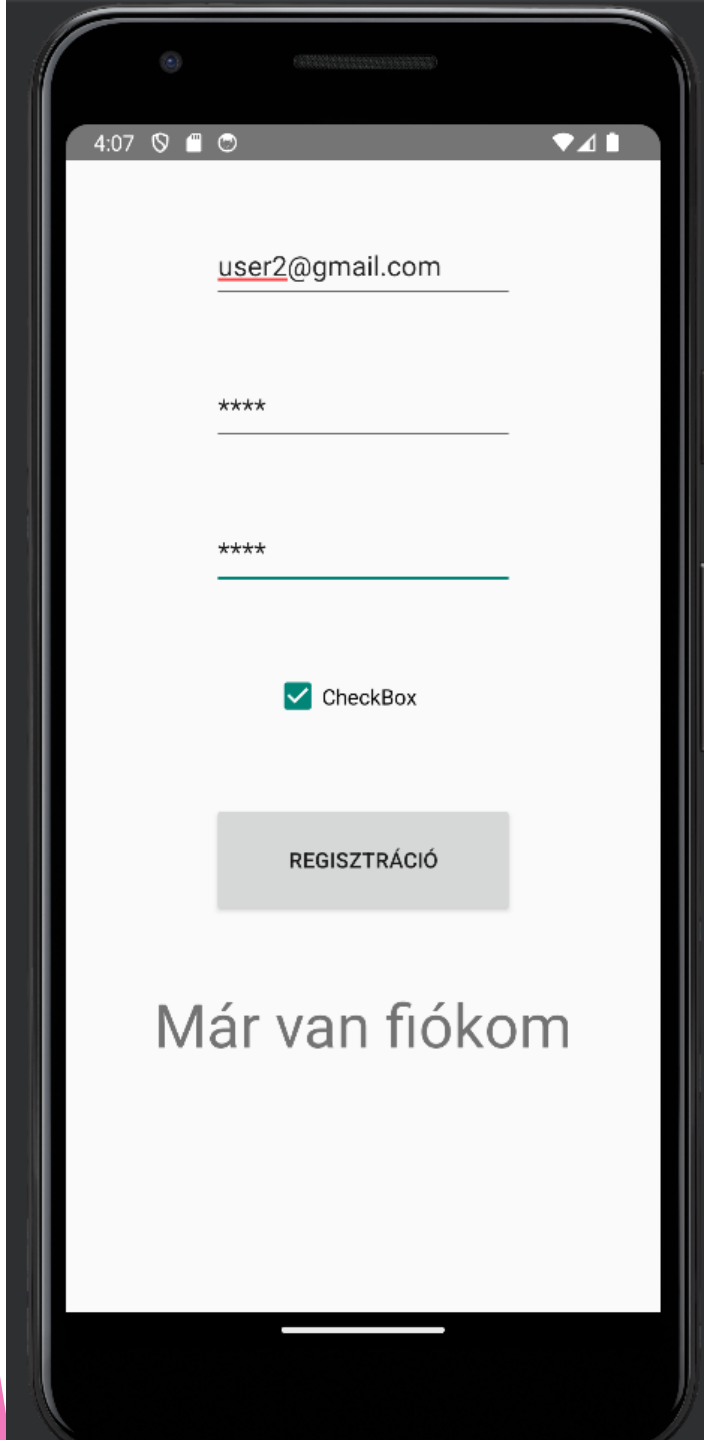 4:07
user2@gmail.com
****
****
CheckBox
REGISZTRÁCIÓ
Már van fiókom